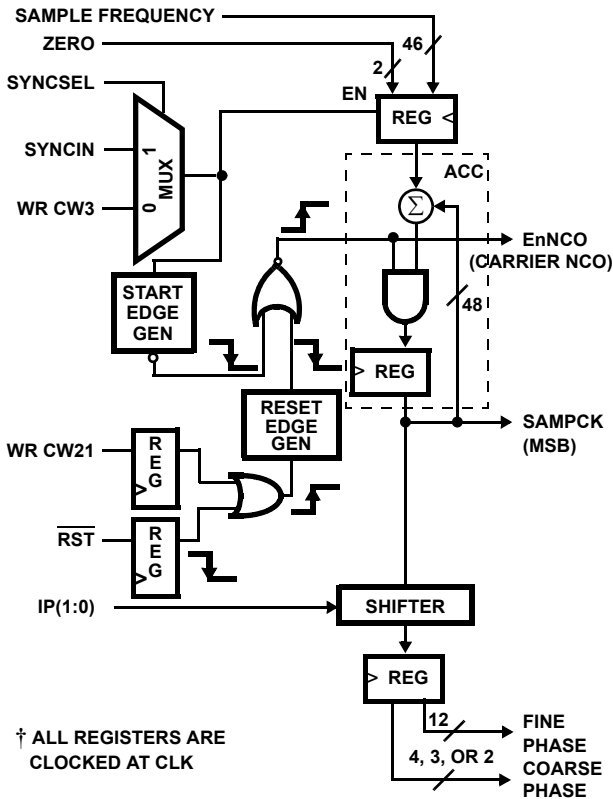 SAMPLE FREQUENCY
ZERO
46
2
SYNCSEL
EN
REG <
ACC
SYNCIN
1
MUX
0
WR CW3
Σ
EnNCO
(CARRIER NCO)
START
EDGE
GEN
48
> REG
RESET
EDGE
GEN
SAMPCK
(MSB)
WR CW21
REG
>
RST
REG
>
IP(1:0)
SHIFTER
> REG
† ALL REGISTERS ARE
CLOCKED AT CLK
12
FINE
PHASE
4, 3, OR 2
COARSE
PHASE